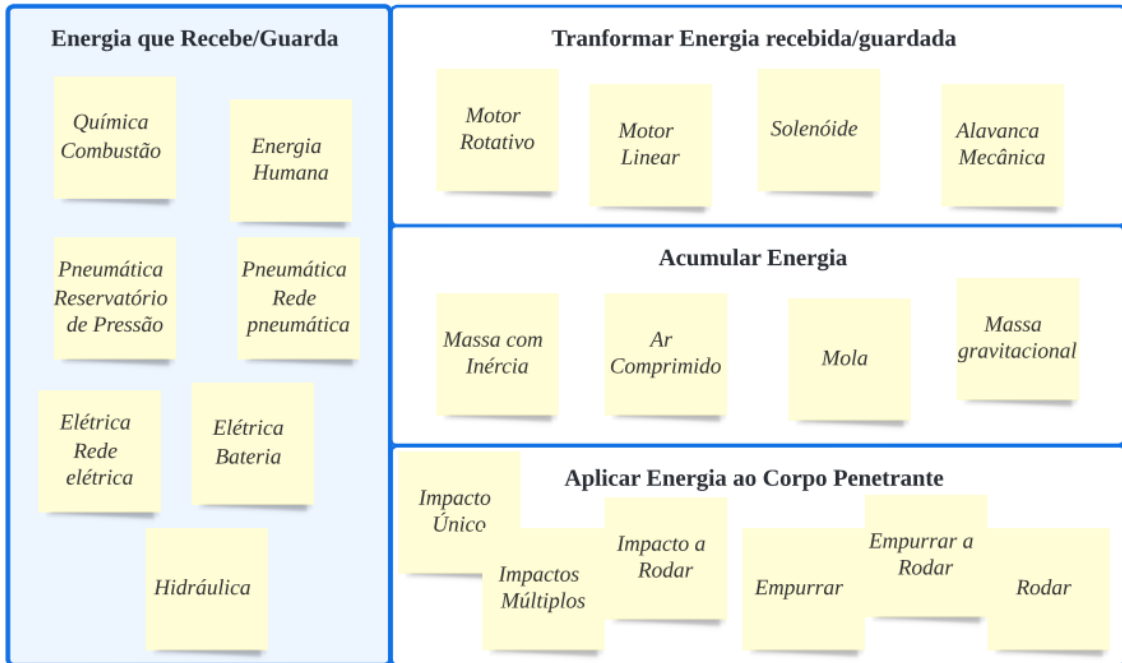 Energia que Recebe/Guarda
Química
Combustão
Energia
Humana
Pneumática
Reservatório
de Pressão
Pneumática
Rede
pneumática
Elétrica
Rede
elétrica
Elétrica
Bateria
Hidráulica
Tranformar Energia recebida/guardada
Motor
Rotativo
Motor
Linear
Solenóide
Alavanca
Mecânica
Acumular Energia
Massa com
Inércia
Ar
Comprimido
Mola
Massa
gravitacional
Aplicar Energia ao Corpo Penetrante
Impacto
Único
Impactos
Múltiplos
Impacto a
Rodar
Empurrar
Empurrar a
Rodar
Rodar